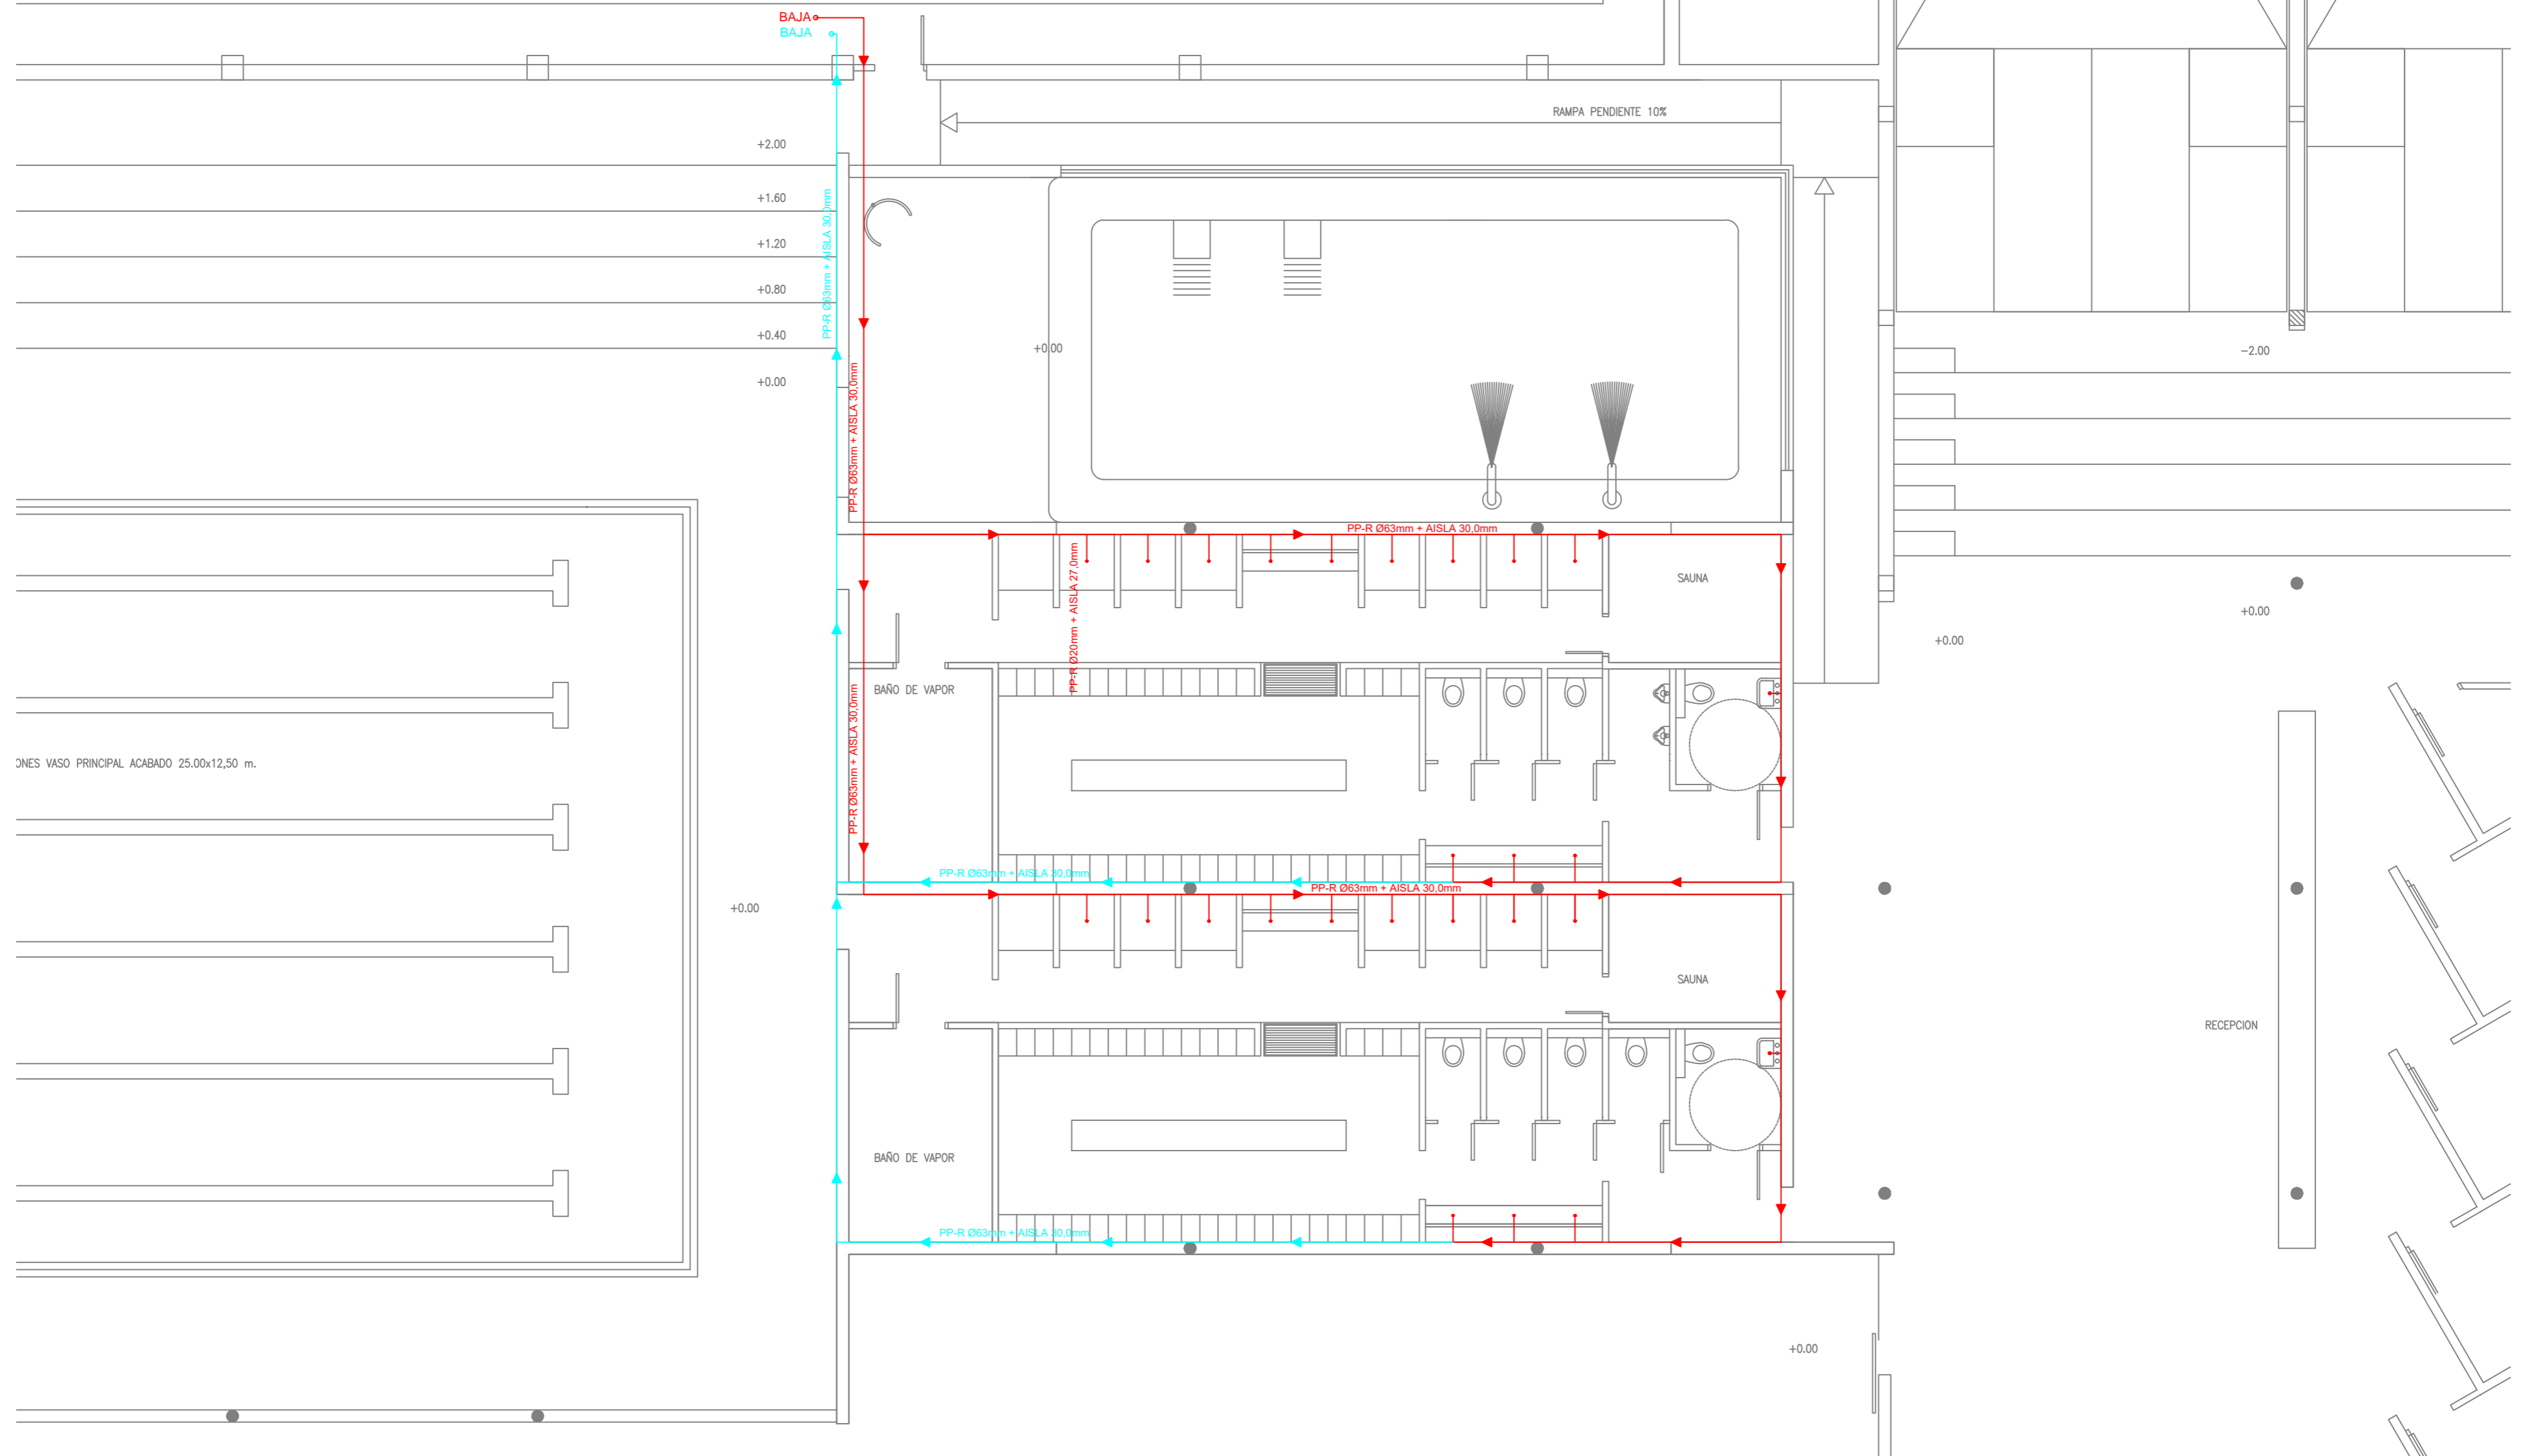 BAJA
BAJA
RAMPA PENDIENTE 10%
+2.00
+1.60
+1.20
+0.80
+0.40
+0.00
PP-R Ø63mm + AISLA 30,0mm
PP-R Ø63mm + AISLA 30,0mm
+0.00
-2.00
PP-R Ø63mm + AISLA 30,0mm
PP-R Ø20mm + AISLA 27,0mm
SAUNA
+0.00
+0.00
BAÑO DE VAPOR
PP-R Ø63mm + AISLA 30,0mm
ONES VASO PRINCIPAL ACABADO 25.00x12,50 m.
PP-R Ø63mm + AISLA 30,0mm
PP-R Ø63mm + AISLA 30,0mm
+0.00
SAUNA
RECEPCION
BAÑO DE VAPOR
PP-R Ø63mm + AISLA 30,0mm
+0.00